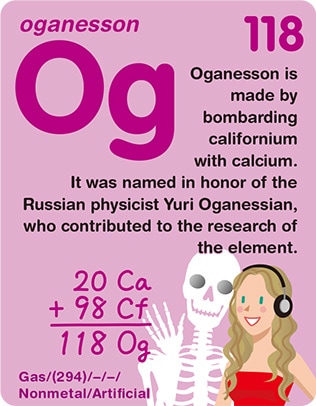 oganesson
118
Og
Oganesson is
made by
bombarding
californium
with calcium.
It was named in honor of the
Russian physicist Yuri Oganessian,
who contributed to the research of
the element.
20 Ca
+ 98 Cf
118 Og
Gas/(294)/–/–/
Nonmetal/Artificial